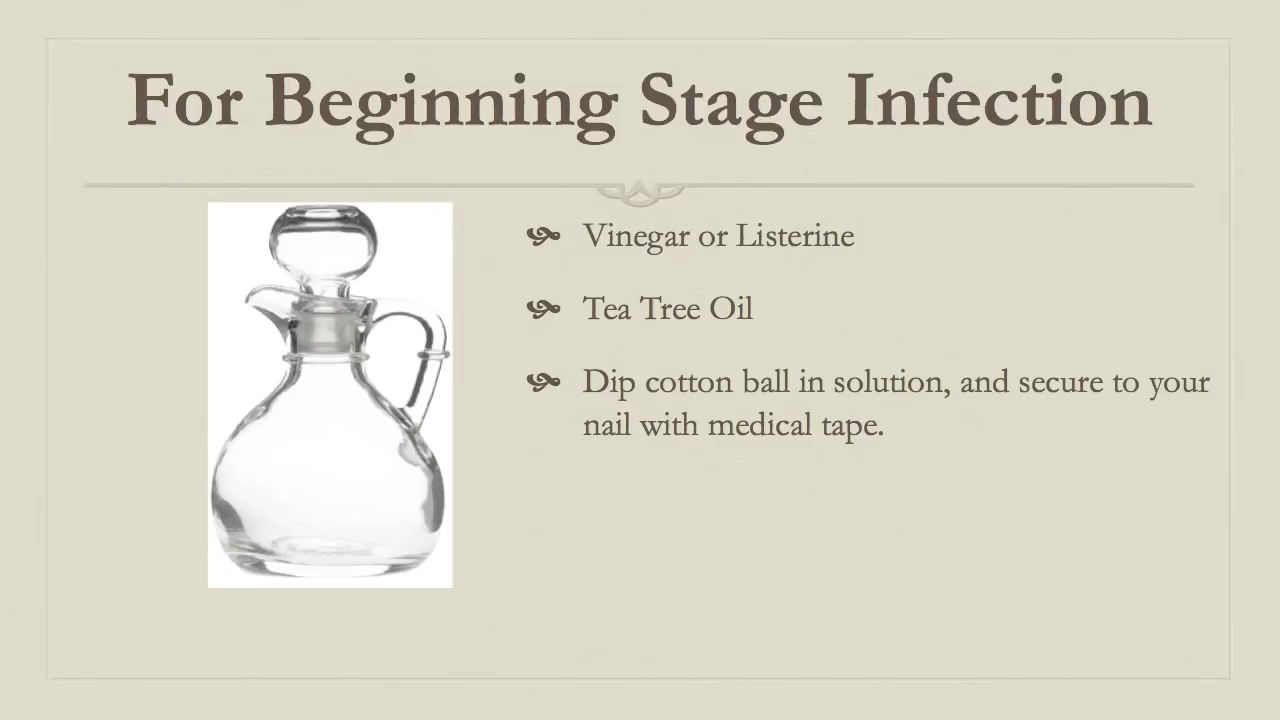 For Beginning Stage Infection
Vinegar or Listerine
Tea Tree Oil
Dip cotton ball in solution, and secure to your
nail with medical tape.